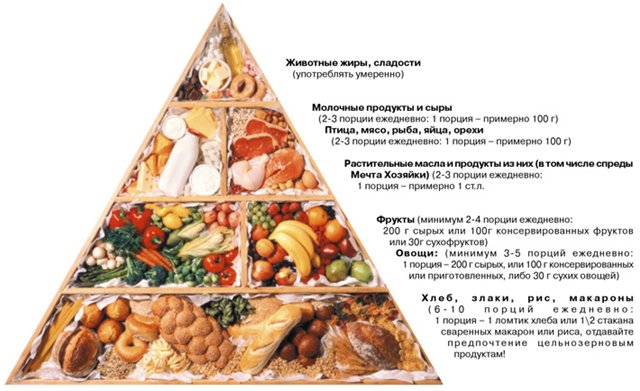 Животные жиры, сладости
(употреблять умеренно)
Молочные продукты и сыры
(2-3 порции ежедневно: 1 порция – примерно 100 г)
Птица, мясо, рыба, яйца, орехи
(2-3 порции ежедневно: 1 порция – примерно 100 г)
Растительные масла и продукты из них (в том числе спреды
Мечта Хозяйки) (2-3 порции ежедневно:
1 порция – примерно 1 ст.л.
Фрукты (минимум 2-4 порции ежедневно:
200 г сырых или 100г консервированных фруктов
или 30г сухофруктов)
Овощи: (минимум 3-5 порций ежедневно:
1 порция – 200 г сырых, или 100 г консервированных
или приготовленных, либо 30 г сухих овощей)
Хлеб, злаки, рис, макароны
(6-10 порций ежедневно:
1 порция – 1 ломтик хлеба или 1\2 стакана
сваренных макарон или риса, отдавайте
предпочтение цельнозерновым
продуктам!